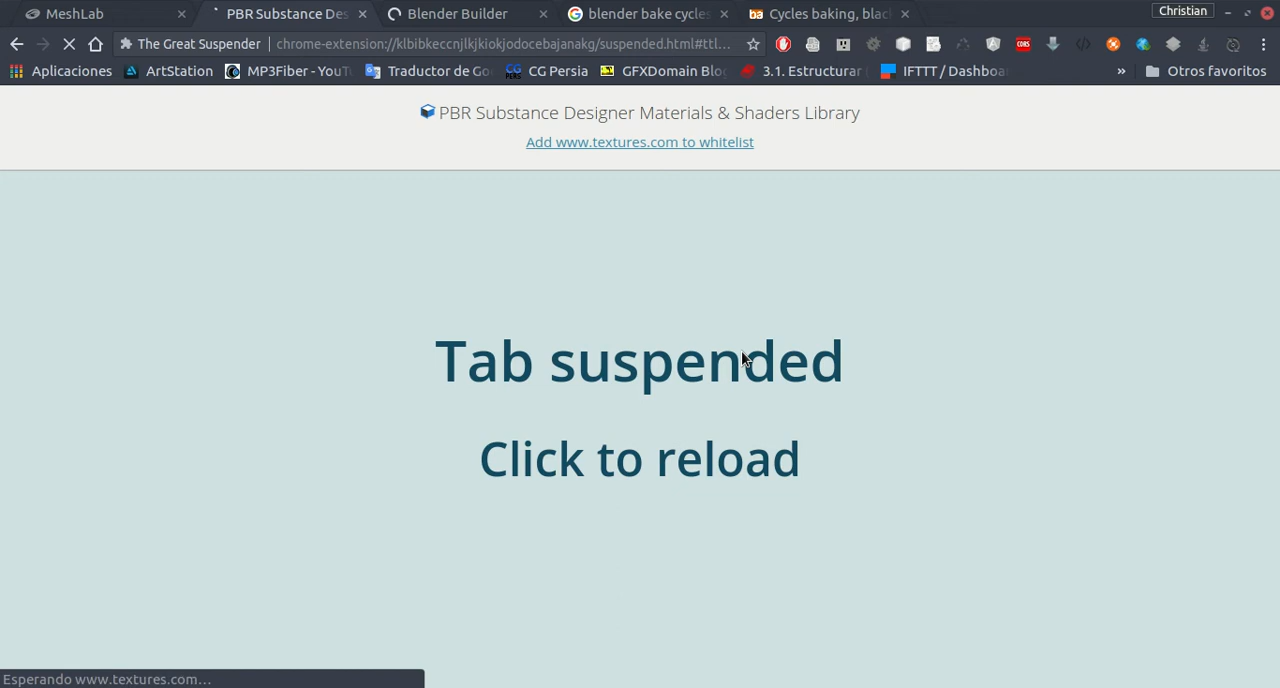 MeshLab
PBR Substance Des
Blender Builder
blender bake cycles
Cycles baking, blac
Christian
The Great Suspender
chrome-extension://klbibkeccnjlkjkiokjodocebajanakg/suspended.html#ttl...
CORS
Aplicaciones
ArtStation
MP3Fiber - YouT
Traductor de Go
CG Persia
GFXDomain Blog
3.1. Estructurar
IFTTT / Dashboa
»
Otros favoritos
PBR Substance Designer Materials & Shaders Library
Add www.textures.com to whitelist
Tab suspended
Click to reload
Esperando www.textures.com...